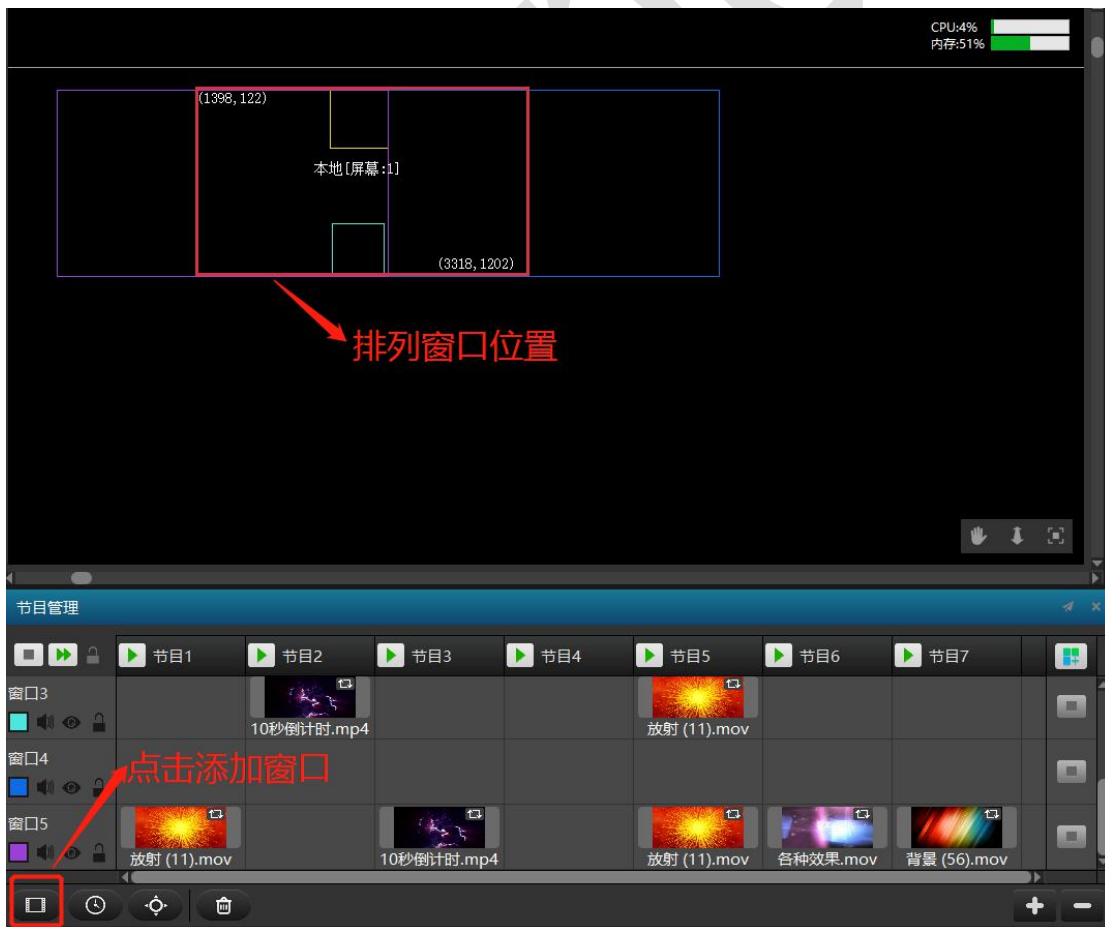 CPU:4%
内存:51%
(1398,122)
本地[屏幕:1]
(3318,1202)
排列窗口位置
节目管理
节目1 节目2 节目3 节目4 节目5 节目6 节目7
窗口3
10秒倒计时.mp4 放射 (11).mov
窗口4
点击添加窗口
窗口5
放射 (11).mov 10秒倒计时.mp4 放射 (11).mov 各种效果.mov 背景 (56).mov